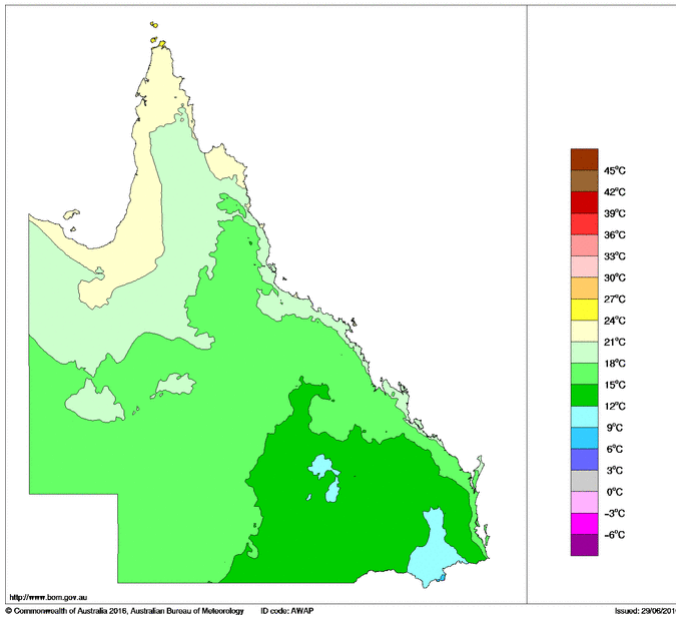 45°C
42°C
39°C
36°C
33°C
30°C
27°C
24°C
21°C
18°C
15°C
12°C
9°C
6°C
3°C
0°C
-3°C
-6°C
http://www.bom.gov.au
© Commonwealth of Australia 2016, Australian Bureau of Meteorology ID code: AWAP Issued: 29/06/201